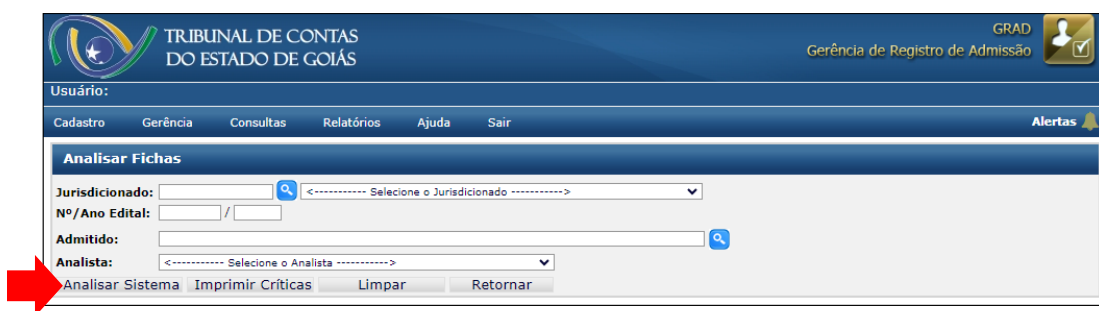 TRIBUNAL DE CONTAS
DO ESTADO DE GOIÁS
GRAD
Gerência de Registro de Admissão
Usuário:
Cadastro Gerência Consultas Relatórios Ajuda Sair Alertas
Analisar Fichas
Jurisdicionado: <----------- Selecione o Jurisdicionado ----------->
Nº/Ano Edital: /
Admitido:
Analista: <----------- Selecione o Analista ----------->
Analisar Sistema Imprimir Críticas Limpar Retornar